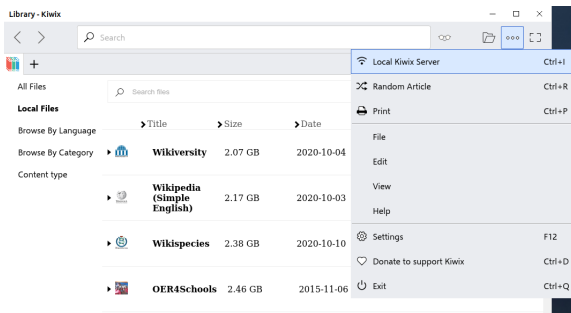 Library - Kiwix
Search
Local Kiwix Server Ctrl+I
Random Article Ctrl+R
Print Ctrl+P
File
Edit
View
Help
Settings F12
Donate to support Kiwix Ctrl+D
Exit Ctrl+Q
All Files
Local Files
Browse By Language
Browse By Category
Content type
Search files
Title Size Date
Wikiversity 2.07 GB 2020-10-04
Wikipedia
(Simple 2.17 GB 2020-10-03
English)
Wikispecies 2.38 GB 2020-10-10
OER4Schools 2.46 GB 2015-11-06